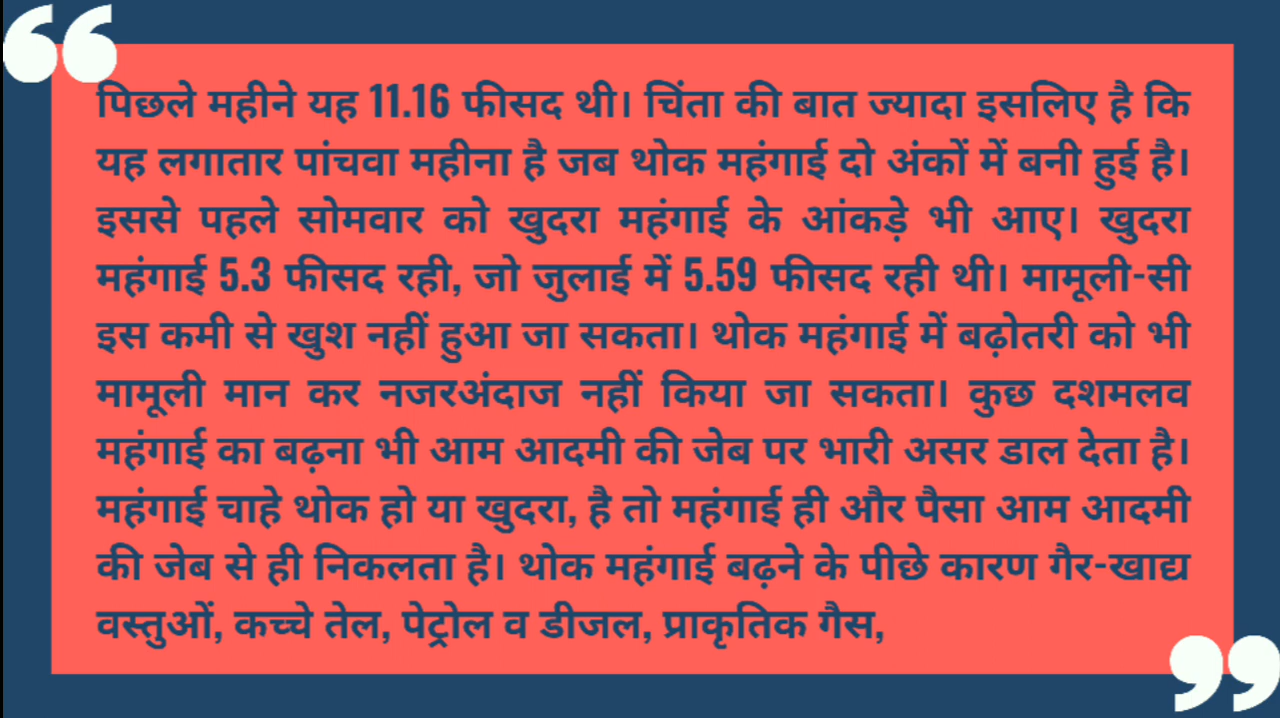 पिछले महीने यह 11.16 फीसद थी। चिंता की बात ज्यादा इसलिए है कि
यह लगातार पांचवा महीना है जब थोक महंगाई दो अंकों में बनी हुई है।
इससे पहले सोमवार को खुदरा महंगाई के आंकड़े भी आए। खुदरा
महंगाई 5.3 फीसद रही, जो जुलाई में 5.59 फीसद रही थी। मामूली-सी
इस कमी से खुश नहीं हुआ जा सकता। थोक महंगाई में बढ़ोतरी को भी
मामूली मान कर नजरअंदाज नहीं किया जा सकता। कुछ दशमलव
महंगाई का बढ़ना भी आम आदमी की जेब पर भारी असर डाल देता है।
महंगाई चाहे थोक हो या खुदरा, है तो महंगाई ही और पैसा आम आदमी
की जेब से ही निकलता है। थोक महंगाई बढ़ने के पीछे कारण गैर-खाद्य
वस्तुओं, कच्चे तेल, पेट्रोल व डीजल, प्राकृतिक गैस,